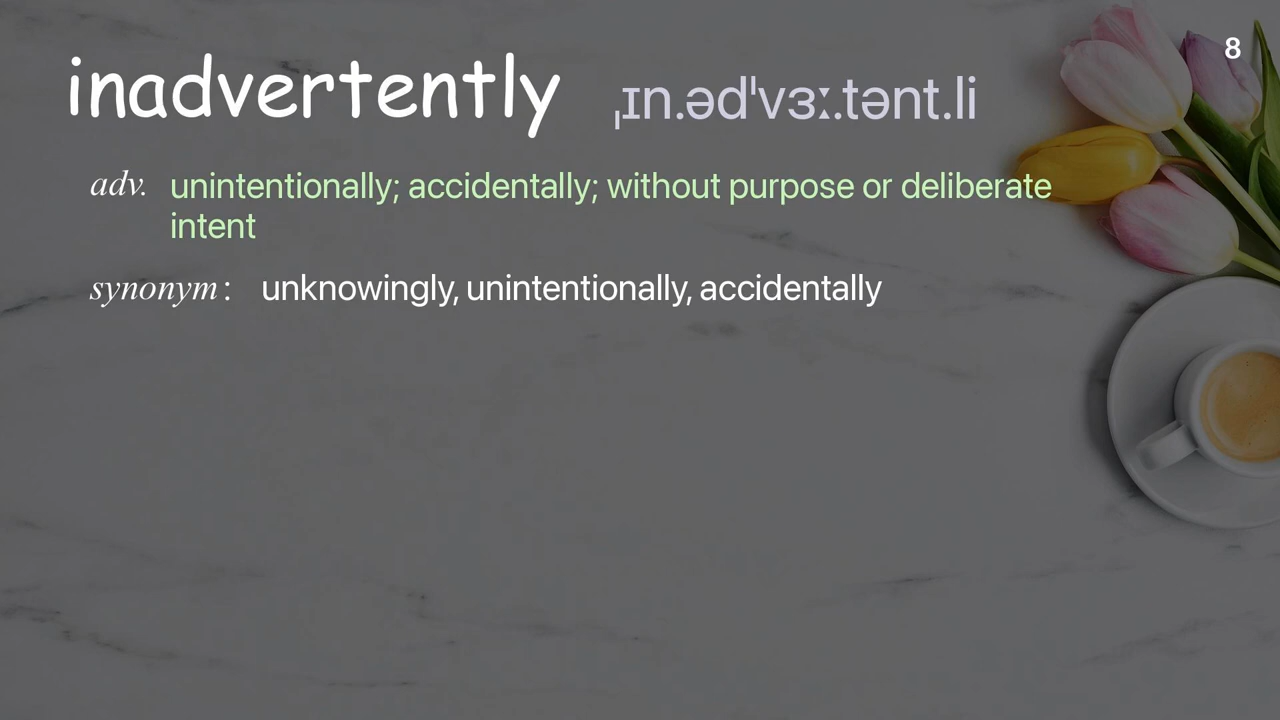 8
inadvertently ˌɪn.ədˈvɜː.tənt.li
adv. unintentionally; accidentally; without purpose or deliberate
intent
synonym: unknowingly, unintentionally, accidentally